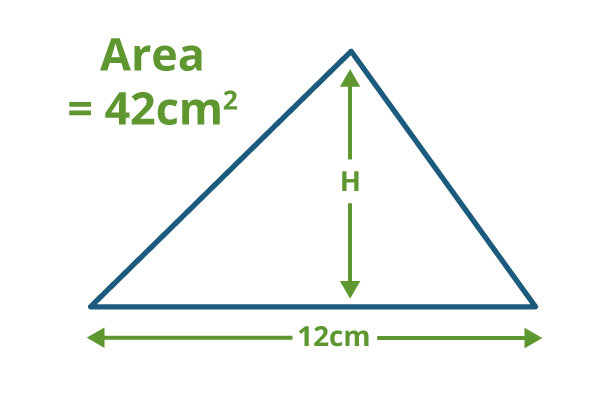 Area
= 42cm²
H
12cm